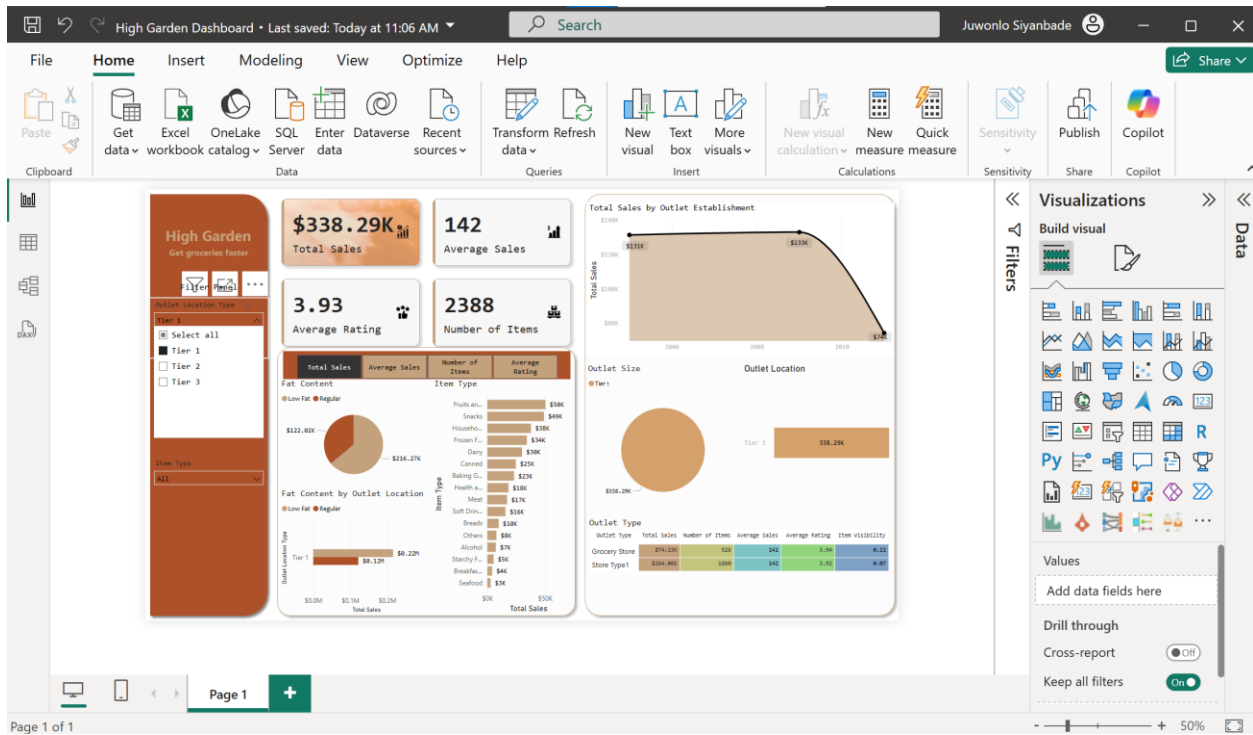 High Garden Dashboard • Last saved: Today at 11:06 AM
Search
Juwonlo Siyanbade
File Home Insert Modeling View Optimize Help
Share
Paste
Get data
Excel workbook
OneLake catalog
SQL Server
Enter data
Dataverse
Recent sources
Transform data
Refresh
New visual
Text box
More visuals
New visual calculation
New measure
Quick measure
Sensitivity
Publish
Copilot
Clipboard
Data
Queries
Insert
Calculations
Sensitivity
Share
Copilot
High Garden
Get groceries faster
Filter Panel
Outlet Location Type
Tier 1
Select all
Tier 1
Tier 2
Tier 3
Item Type
All
$338.29K
Total Sales
142
Average Sales
3.93
Average Rating
2388
Number of Items
Total Sales
Average Sales
Number of Items
Average Rating
Fat Content
Low Fat Regular
$122.02K
$216.27K
Fat Content by Outlet Location
Low Fat Regular
Outlet Location Type
Tier 1
$0.22M
$0.12M
$0.0M $0.1M $0.2M
Total Sales
Item Type
Item Type
Fruits an... $50K
Snacks $49K
Househo... $38K
Frozen F... $34K
Dairy $30K
Canned $25K
Baking G... $23K
Health a... $18K
Meat $17K
Soft Drin... $16K
Breads $10K
Others $8K
Alcohol $7K
Starchy F... $5K
Breakfas... $4K
Seafood $3K
$0K $50K
Total Sales
Total Sales by Outlet Establishment
Total Sales
$131K
$133K
2006 2008 2010
Outlet Size
Tier 1
$338.29K
Outlet Location
Tier 1
338.29K
Outlet Type
Outlet Type Total Sales Number of Items Average Sales Average Rating Item Visibility
Grocery Store $74.23K 528 141 3.94 0.12
Store Type1 $264.06K 1860 142 3.92 0.07
Filters
Visualizations
Build visual
Data
DAX
123
R
Py
123
Values
Add data fields here
Drill through
Cross-report
Off
Keep all filters
On
Page 1
Page 1 of 1
50%